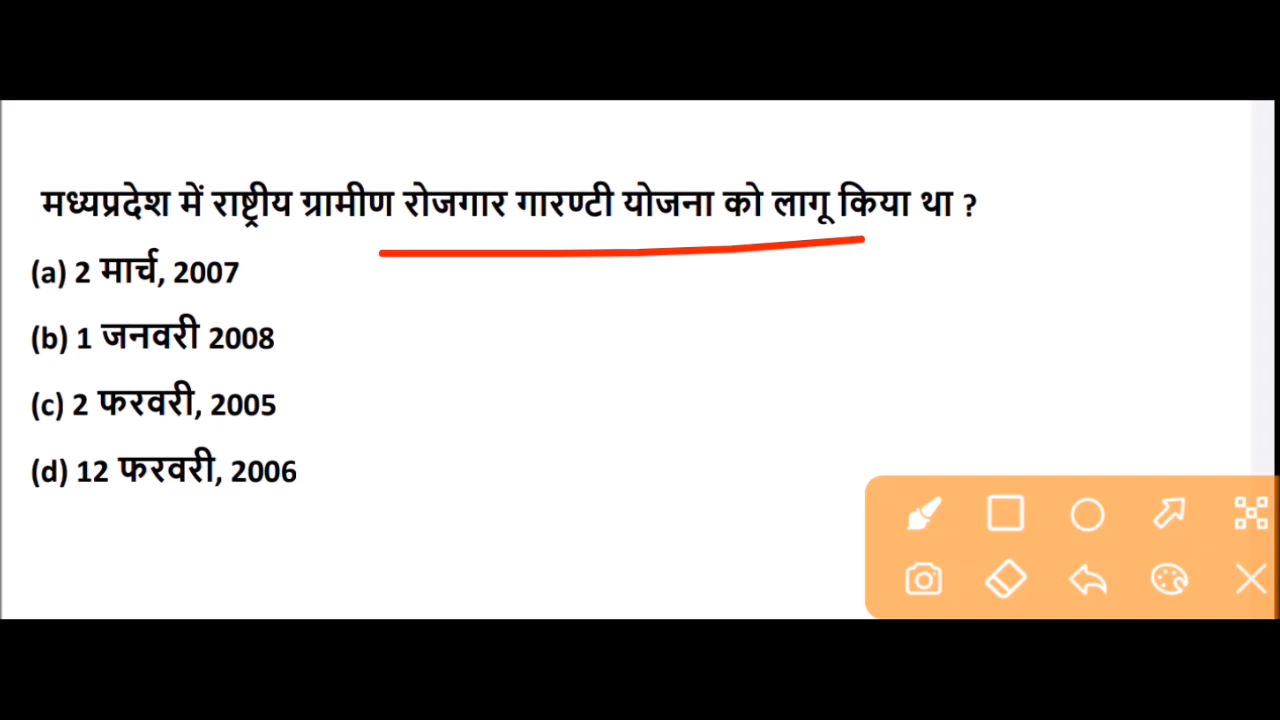 मध्यप्रदेश में राष्ट्रीय ग्रामीण रोजगार गारण्टी योजना को लागू किया था ?
(a) 2 मार्च, 2007
(b) 1 जनवरी 2008
(c) 2 फरवरी, 2005
(d) 12 फरवरी, 2006